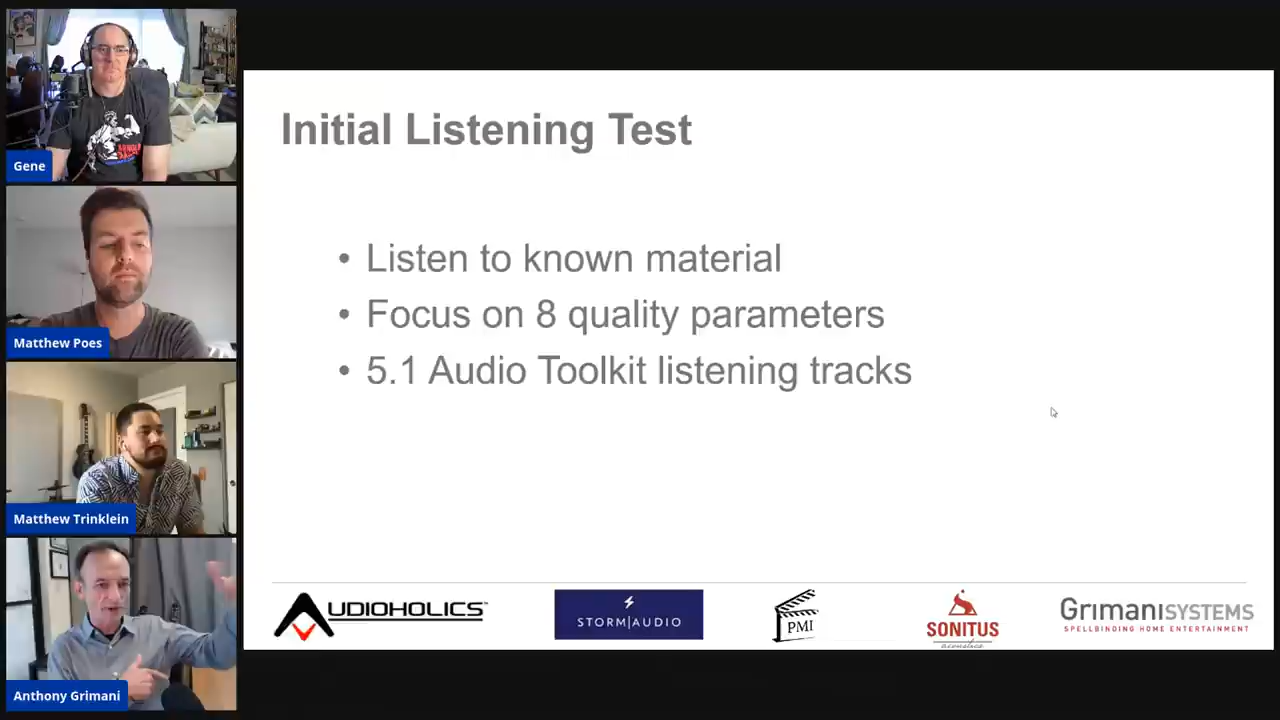 Gene
Matthew Poes
Matthew Trinklein
Anthony Grimani
Initial Listening Test
• Listen to known material
• Focus on 8 quality parameters
• 5.1 Audio Toolkit listening tracks
AUDIOHOLICS
STORM|AUDIO
PMI
SONITUS
acoustics
GRIMANISYSTEMS
SPELLBINDING HOME ENTERTAINMENT